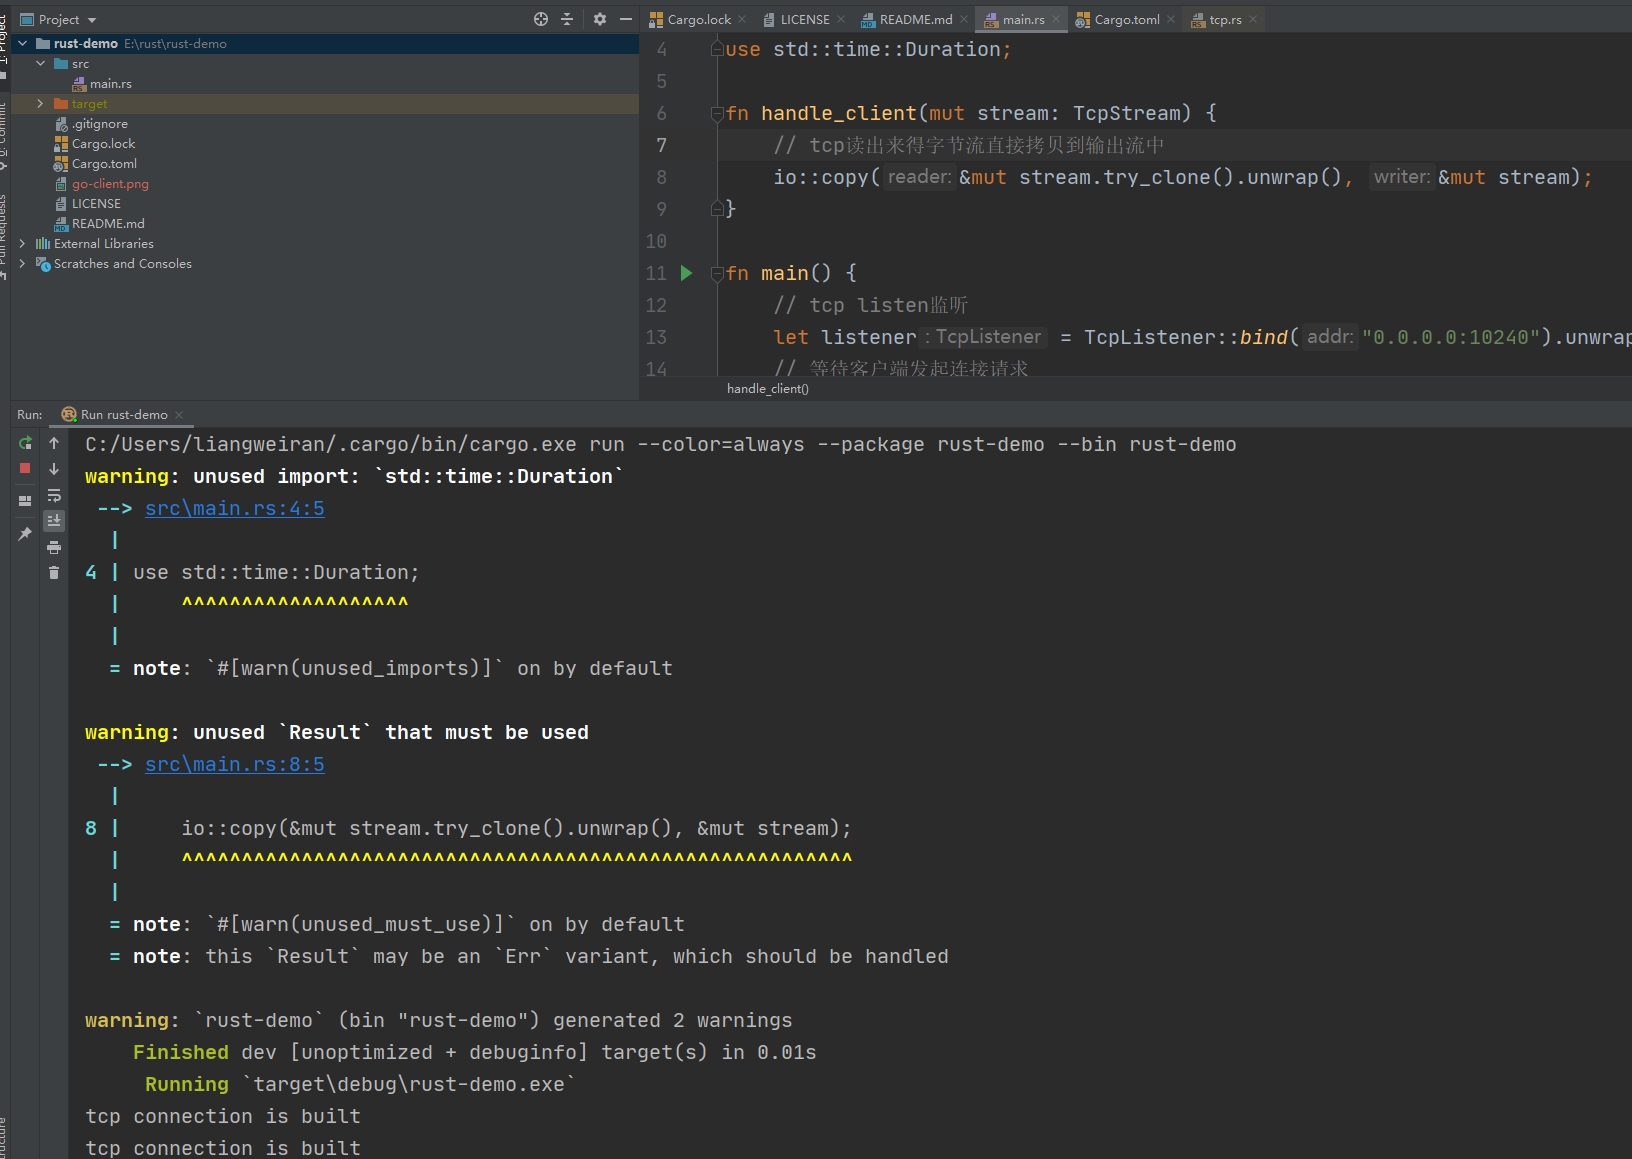 Project
rust-demo E:\rust\rust-demo
src
main.rs
target
.gitignore
Cargo.lock
Cargo.toml
go-client.png
LICENSE
README.md
External Libraries
Scratches and Consoles
1: Project
Pull Requests
Cargo.lock
LICENSE
README.md
main.rs
Cargo.toml
tcp.rs
4 use std::time::Duration;
5
6 fn handle_client(mut stream: TcpStream) {
7 // tcp读出来得字节流直接拷贝到输出流中
8 io::copy( reader: &mut stream.try_clone().unwrap(), writer: &mut stream);
9 }
10
11 fn main() {
12 // tcp listen监听
13 let listener : TcpListener = TcpListener::bind( addr: "0.0.0.0:10240").unwrap
14 // 等待客户端发起连接请求
handle_client()
Run: Run rust-demo
C:/Users/liangweiran/.cargo/bin/cargo.exe run --color=always --package rust-demo --bin rust-demo
warning: unused import: `std::time::Duration`
--> src\main.rs:4:5
|
4 | use std::time::Duration;
| ^^^^^^^^^^^^^^^^^^^
|
= note: `#[warn(unused_imports)]` on by default
warning: unused `Result` that must be used
--> src\main.rs:8:5
|
8 | io::copy(&mut stream.try_clone().unwrap(), &mut stream);
| ^^^^^^^^^^^^^^^^^^^^^^^^^^^^^^^^^^^^^^^^^^^^^^^^^^^^^^^^
|
= note: `#[warn(unused_must_use)]` on by default
= note: this `Result` may be an `Err` variant, which should be handled
warning: `rust-demo` (bin "rust-demo") generated 2 warnings
Finished dev [unoptimized + debuginfo] target(s) in 0.01s
Running `target\debug\rust-demo.exe`
tcp connection is built
tcp connection is built